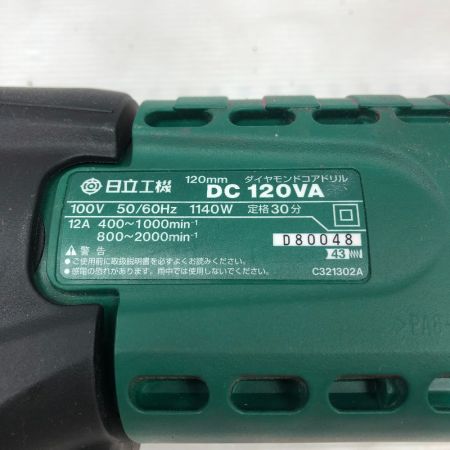 日立工機 120mm ダイヤモンドコアドリル
DC 120VA
100V 50/60Hz 1140W 定格30分
12A 400~1000min⁻¹
800~2000min⁻¹
D80048
43
警告
●ご使用前に取扱説明書を必ずよくお読みください。
●感電の恐れがあります。雨中では使用しないでください。
C321302A
>PA6-